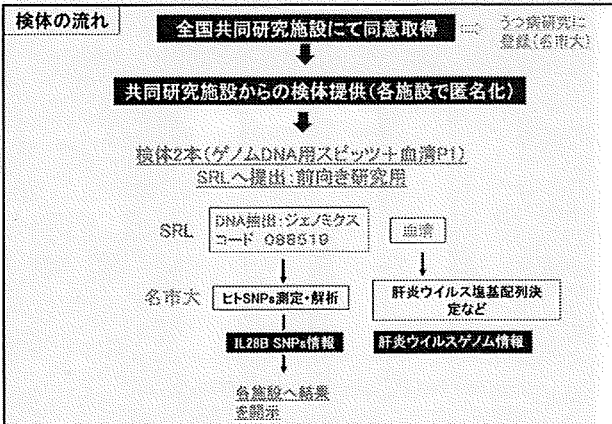 検体の流れ
全国共同研究施設にて同意取得
うつ病研究に
登録(名市大)
共同研究施設からの検体提供(各施設で匿名化)
検体2本(ゲノムDNA用スピッツ+血清P1)
SRLへ提出:前向き研究用
SRL
DNA抽出:ジェノミクス
コード 098519
血清
名市大
ヒトSNPs測定・解析
肝炎ウイルス塩基配列決
定など
IL28B SNPs情報
肝炎ウイルスゲノム情報
各施設へ結果
を開示